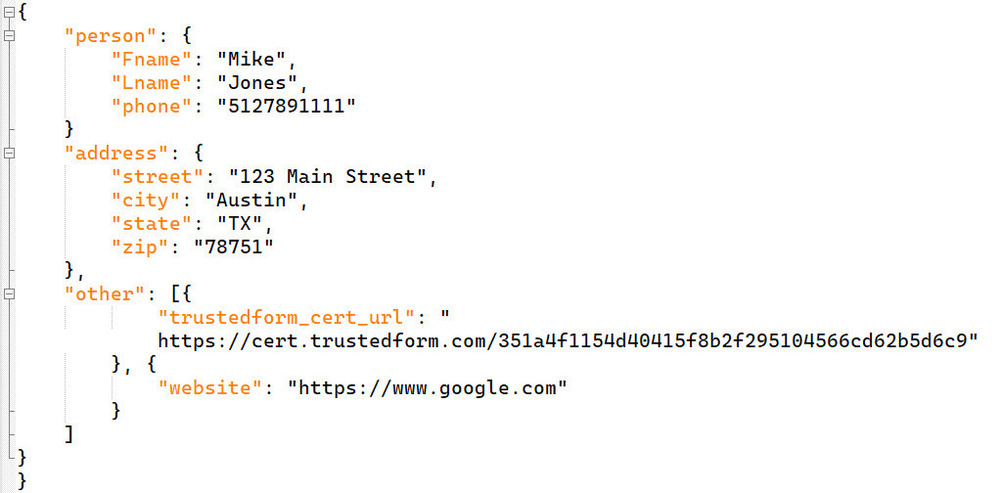 {
    "person": {
        "Fname": "Mike",
        "Lname": "Jones",
        "phone": "5127891111"
    }
    "address": {
        "street": "123 Main Street",
        "city": "Austin",
        "state": "TX",
        "zip": "78751"
    },
    "other": [{
            "trustedform_cert_url": "
            https://cert.trustedform.com/351a4f1154d40415f8b2f295104566cd62b5d6c9"
        }, {
            "website": "https://www.google.com"
        }
    ]
}
}